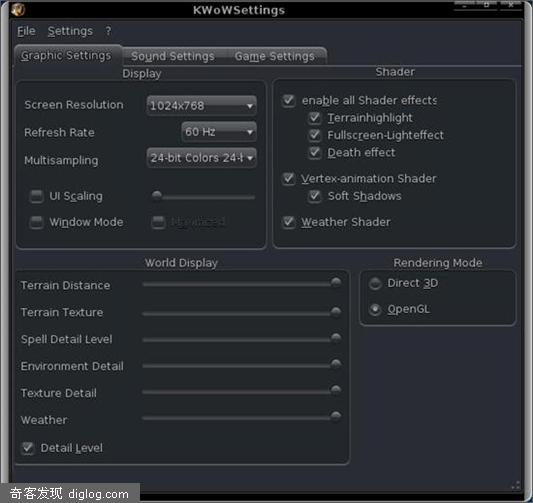 KWoWSettings
File Settings ?
Graphic Settings Sound Settings Game Settings
Display
Screen Resolution 1024x768
Refresh Rate 60 Hz
Multisampling 24-bit Colors 24-
UI Scaling
Window Mode Maximized
Shader
enable all Shader effects
Terrainhighlight
Fullscreen-Lighteffect
Death effect
Vertex-animation Shader
Soft Shadows
Weather Shader
World Display
Terrain Distance
Terrain Texture
Spell Detail Level
Environment Detail
Texture Detail
Weather
Detail Level
Rendering Mode
Direct 3D
OpenGL
奇客发现 diglog.com